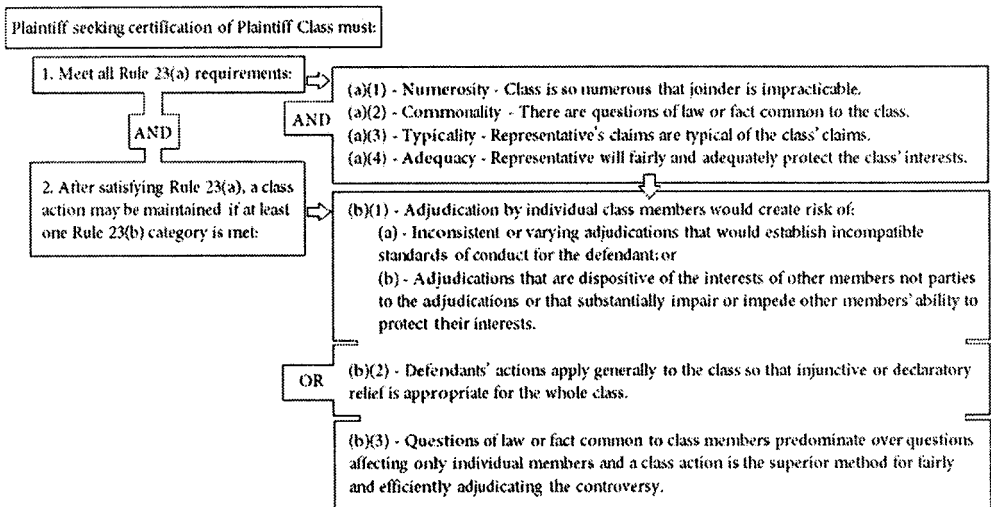 Plaintiff seeking certification of Plaintiff Class must:
1. Meet all Rule 23(a) requirements:
AND
(a)(1) - Numerosity - Class is so numerous that joinder is impracticable.
(a)(2) - Commonality - There are questions of law or fact common to the class.
(a)(3) - Typicality - Representative's claims are typical of the class' claims.
(a)(4) - Adequacy - Representative will fairly and adequately protect the class' interests.
AND
2. After satisfying Rule 23(a), a class
action may be maintained if at least
one Rule 23(b) category is met:
(b)(1) - Adjudication by individual class members would create risk of:
(a) - Inconsistent or varying adjudications that would establish incompatible
standards of conduct for the defendant; or
(b) - Adjudications that are dispositive of the interests of other members not parties
to the adjudications or that substantially impair or impede other members' ability to
protect their interests.
OR
(b)(2) - Defendants' actions apply generally to the class so that injunctive or declaratory
relief is appropriate for the whole class.
(b)(3) - Questions of law or fact common to class members predominate over questions
affecting only individual members and a class action is the superior method for fairly
and efficiently adjudicating the controversy.